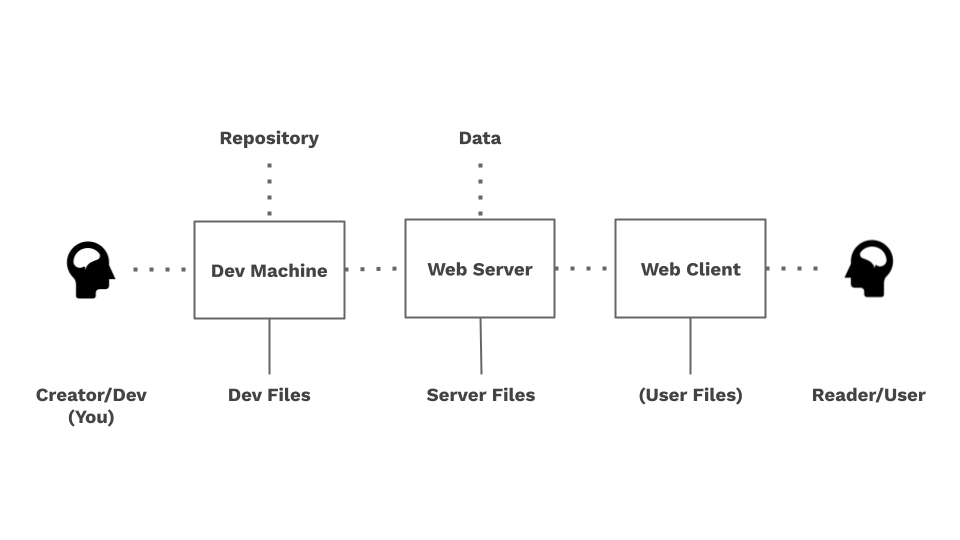 Repository
Data
Dev Machine
Web Server
Web Client
Creator/Dev
(You)
Dev Files
Server Files
(User Files)
Reader/User